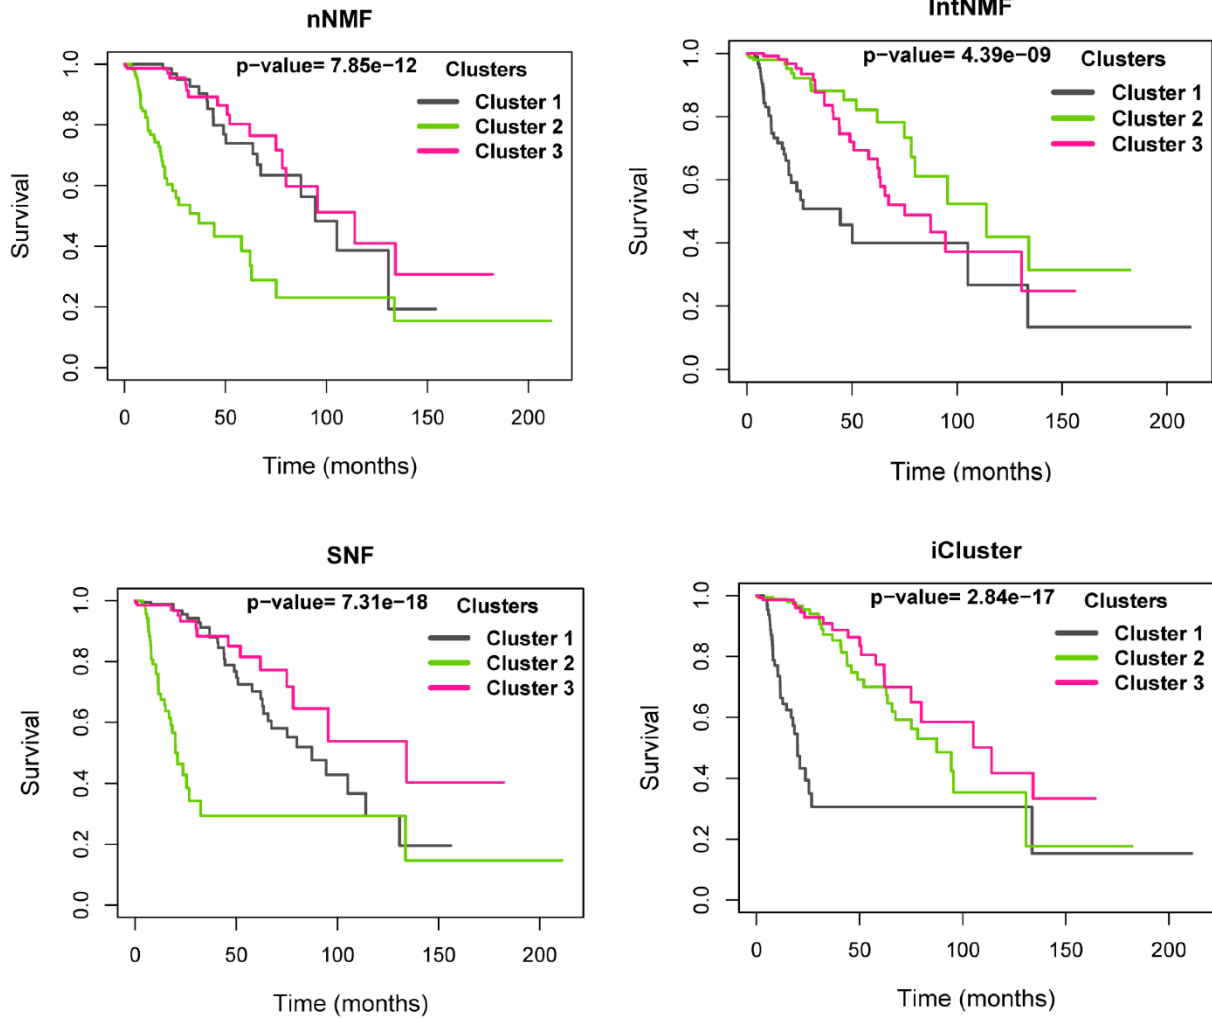 nNMF
p-value= 7.85e-12
Clusters
Cluster 1
Cluster 2
Cluster 3
Survival
0.0
0.2
0.4
0.6
0.8
1.0
0 50 100 150 200
Time (months)
IntNMF
p-value= 4.39e-09
Clusters
Cluster 1
Cluster 2
Cluster 3
Survival
0.0
0.2
0.4
0.6
0.8
1.0
0 50 100 150 200
Time (months)
SNF
p-value= 7.31e-18
Clusters
Cluster 1
Cluster 2
Cluster 3
Survival
0.0
0.2
0.4
0.6
0.8
1.0
0 50 100 150 200
Time (months)
iCluster
p-value= 2.84e-17
Clusters
Cluster 1
Cluster 2
Cluster 3
Survival
0.0
0.2
0.4
0.6
0.8
1.0
0 50 100 150 200
Time (months)